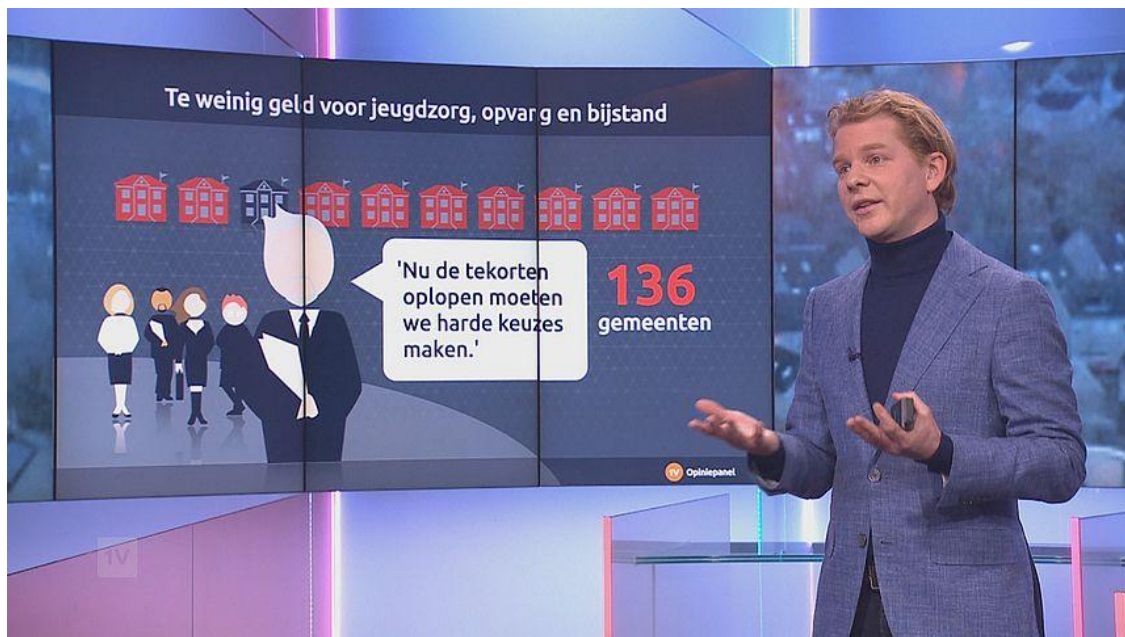 Te weinig geld voor jeugdzorg, opvang en bijstand
'Nu de tekorten
oplopen moeten
we harde keuzes
maken.'
136
gemeenten
1V Opiniepanel
1V